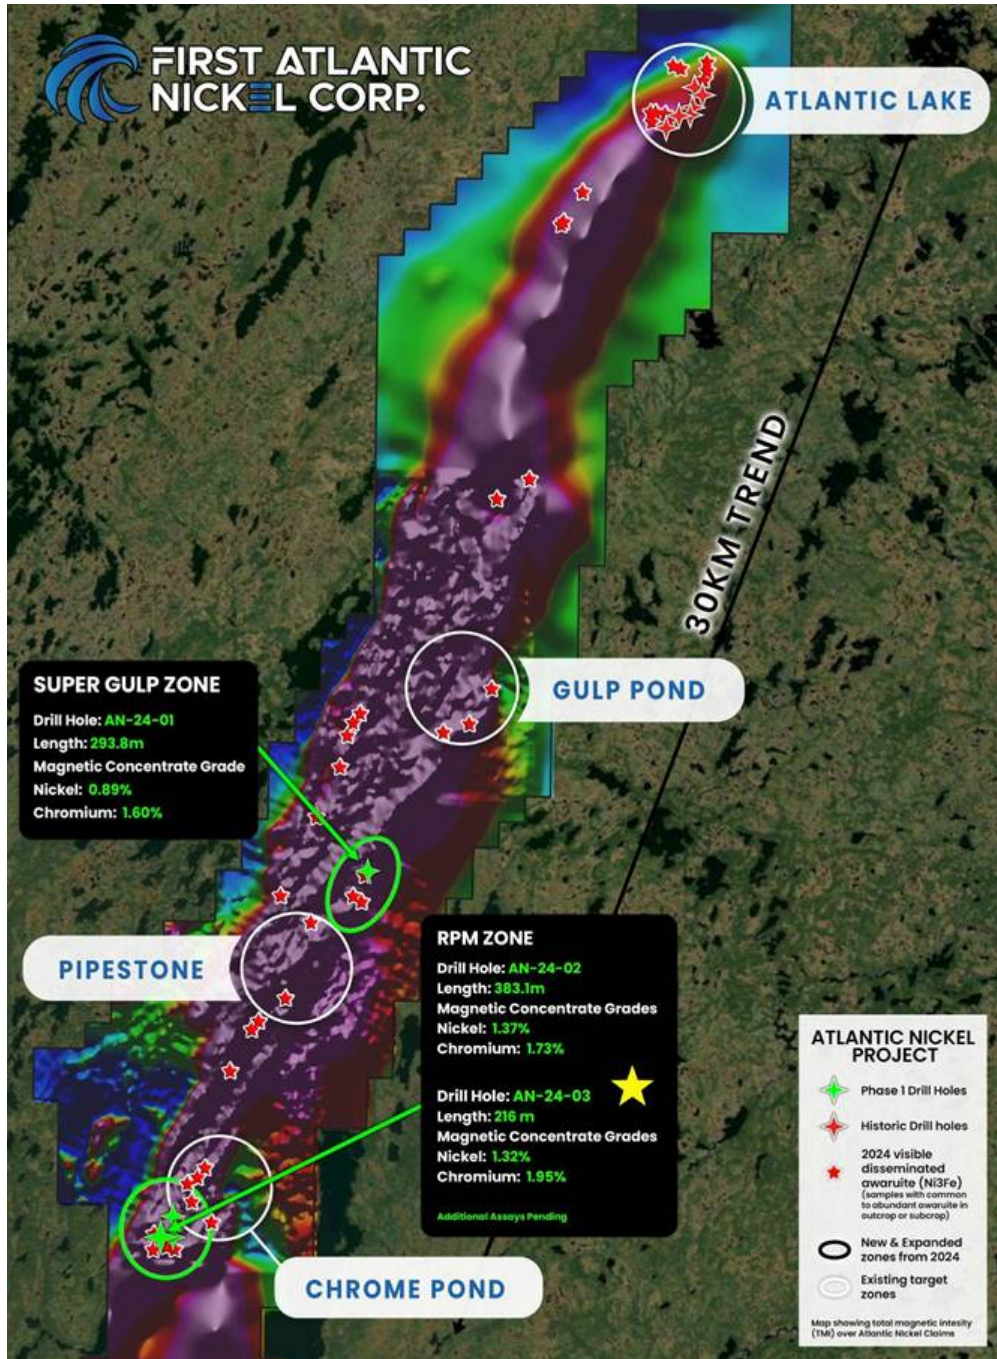 FIRST ATLANTIC
NICKEL CORP.
ATLANTIC LAKE
30KM TREND
GULP POND
SUPER GULP ZONE
Drill Hole: AN-24-01
Length: 293.8m
Magnetic Concentrate Grade
Nickel: 0.89%
Chromium: 1.60%
PIPESTONE
RPM ZONE
Drill Hole: AN-24-02
Length: 383.1m
Magnetic Concentrate Grades
Nickel: 1.37%
Chromium: 1.73%
Drill Hole: AN-24-03
Length: 216 m
Magnetic Concentrate Grades
Nickel: 1.32%
Chromium: 1.95%
Additional Assays Pending
CHROME POND
ATLANTIC NICKEL
PROJECT
Phase 1 Drill Holes
Historic Drill holes
2024 visible
disseminated
awaruite (Ni3Fe)
(samples with common
to abundant awaruite in
outcrop or subcrop)
New & Expanded
zones from 2024
Existing target
zones
Map showing total magnetic intesity
(TMI) over Atlantic Nickel Claims